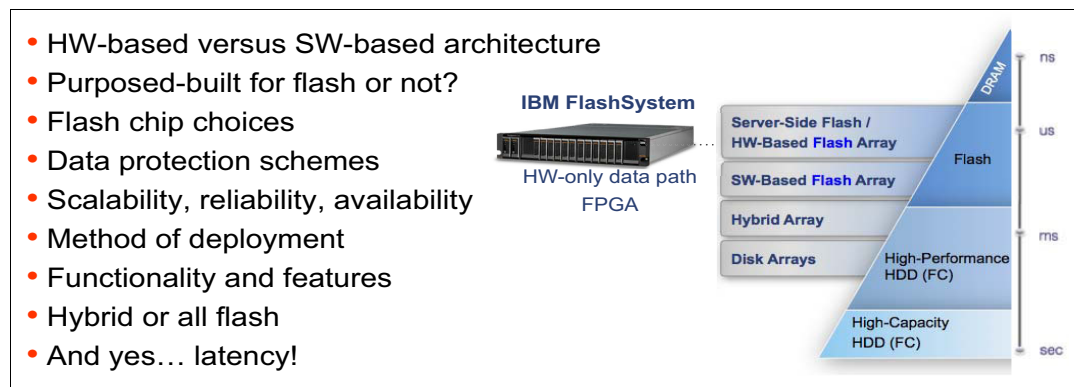 • HW-based versus SW-based architecture
• Purposed-built for flash or not?
• Flash chip choices
• Data protection schemes
• Scalability, reliability, availability
• Method of deployment
• Functionality and features
• Hybrid or all flash
• And yes... latency!
IBM FlashSystem
HW-only data path
FPGA
Server-Side Flash /
HW-Based Flash Array
SW-Based Flash Array
Hybrid Array
Disk Arrays
DRAM
Flash
High-Performance
HDD (FC)
High-Capacity
HDD (FC)
ns
us
ms
sec